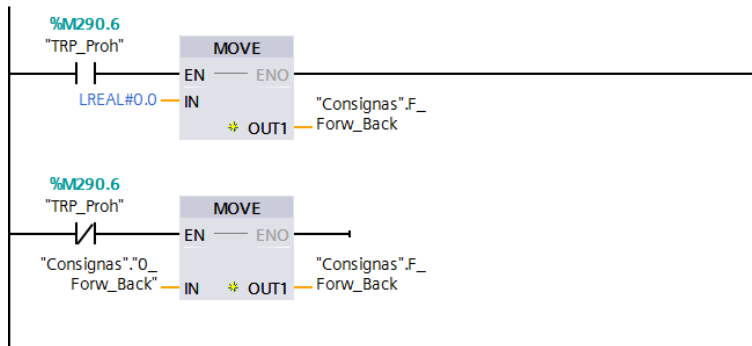 %M290.6
"TRP_Proh"
MOVE
EN ENO
LREAL#0.0 IN
"Consignas".F_
OUT1 Forw_Back
%M290.6
"TRP_Proh"
MOVE
EN ENO
"Consignas"."0_ "Consignas".F_
Forw_Back" IN OUT1 Forw_Back